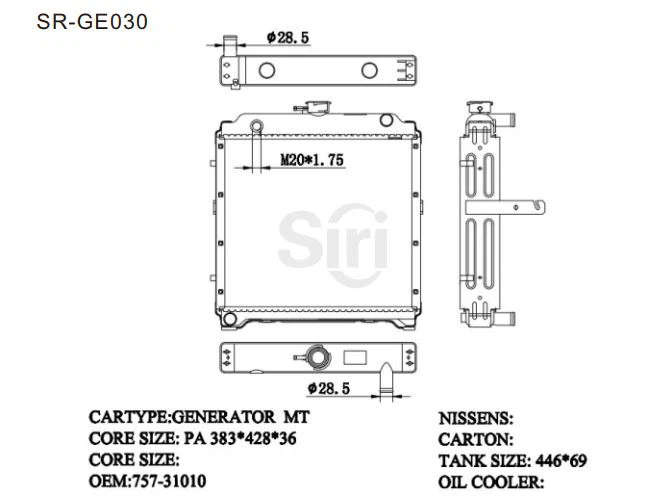 SR-GE030
ϕ28.5
M20*1.75
Siri
ϕ28.5
CARTYPE:GENERATOR MT
CORE SIZE: PA 383*428*36
CORE SIZE:
OEM:757-31010
NISSENS:
CARTON:
TANK SIZE: 446*69
OIL COOLER: